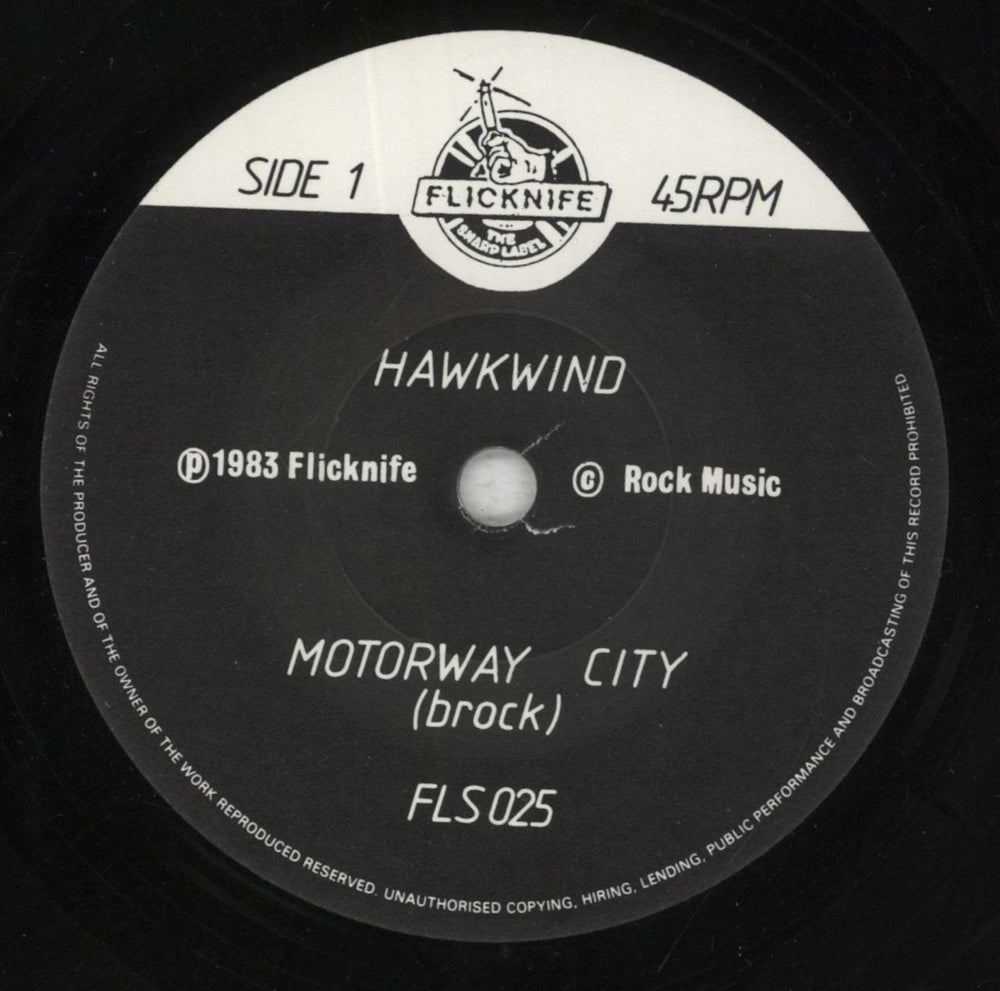 SIDE 1
FLICKNIFE
THE
SHARP LABEL
45RPM
HAWKWIND
℗1983 Flicknife
© Rock Music
MOTORWAY CITY
(brock)
FLS 025
ALL RIGHTS OF THE PRODUCER AND OF THE OWNER OF THE WORK REPRODUCED RESERVED. UNAUTHORISED COPYING, HIRING, LENDING, PUBLIC PERFORMANCE AND BROADCASTING OF THIS RECORD PROHIBITED